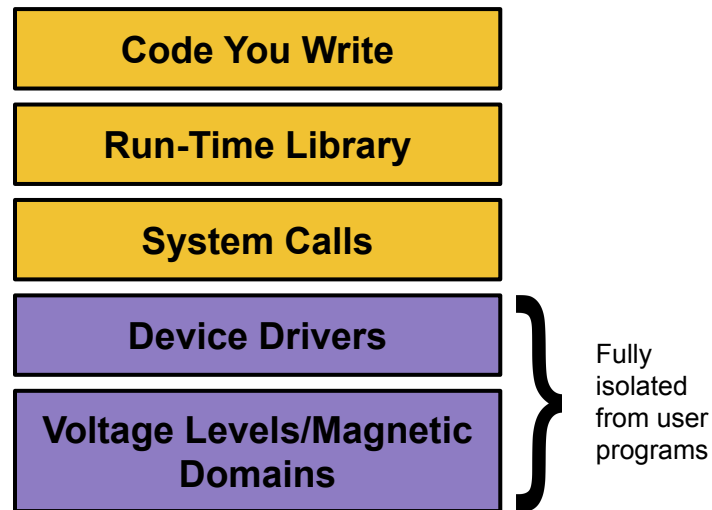 Code You Write
Run-Time Library
System Calls
Device Drivers
Voltage Levels/Magnetic
Domains
Fully
isolated
from user
programs